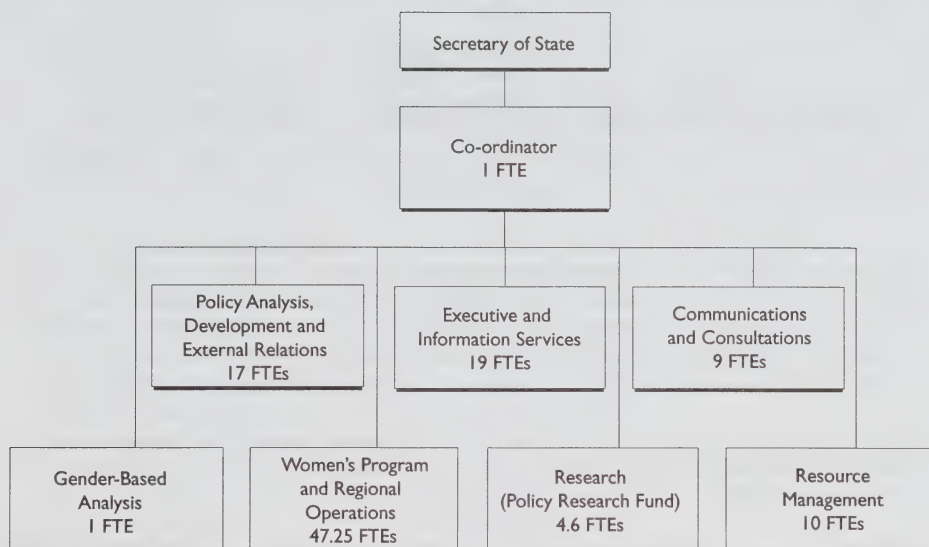 Secretary of State
Co-ordinator
1 FTE
Policy Analysis,
Development and
External Relations
17 FTEs
Executive and
Information Services
19 FTEs
Communications
and Consultations
9 FTEs
Gender-Based
Analysis
1 FTE
Women's Program
and Regional
Operations
47.25 FTEs
Research
(Policy Research Fund)
4.6 FTEs
Resource
Management
10 FTEs